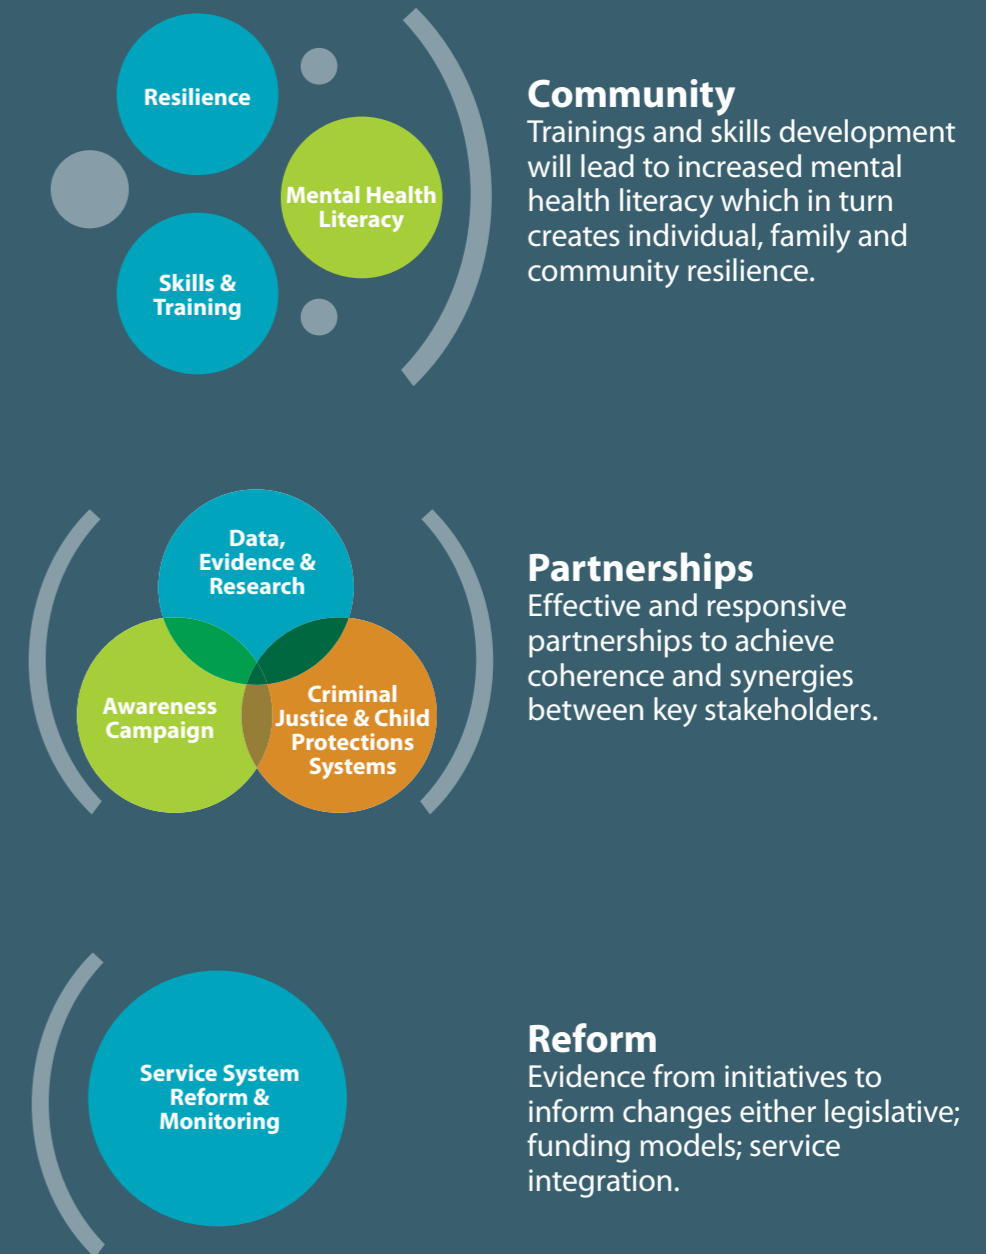 Resilience
Mental Health
Literacy
Skills &
Training
Community
Trainings and skills development
will lead to increased mental
health literacy which in turn
creates individual, family and
community resilience.
Data,
Evidence &
Research
Awareness
Campaign
Criminal
Justice & Child
Protections
Systems
Partnerships
Effective and responsive
partnerships to achieve
coherence and synergies
between key stakeholders.
Service System
Reform &
Monitoring
Reform
Evidence from initiatives to
inform changes either legislative;
funding models; service
integration.